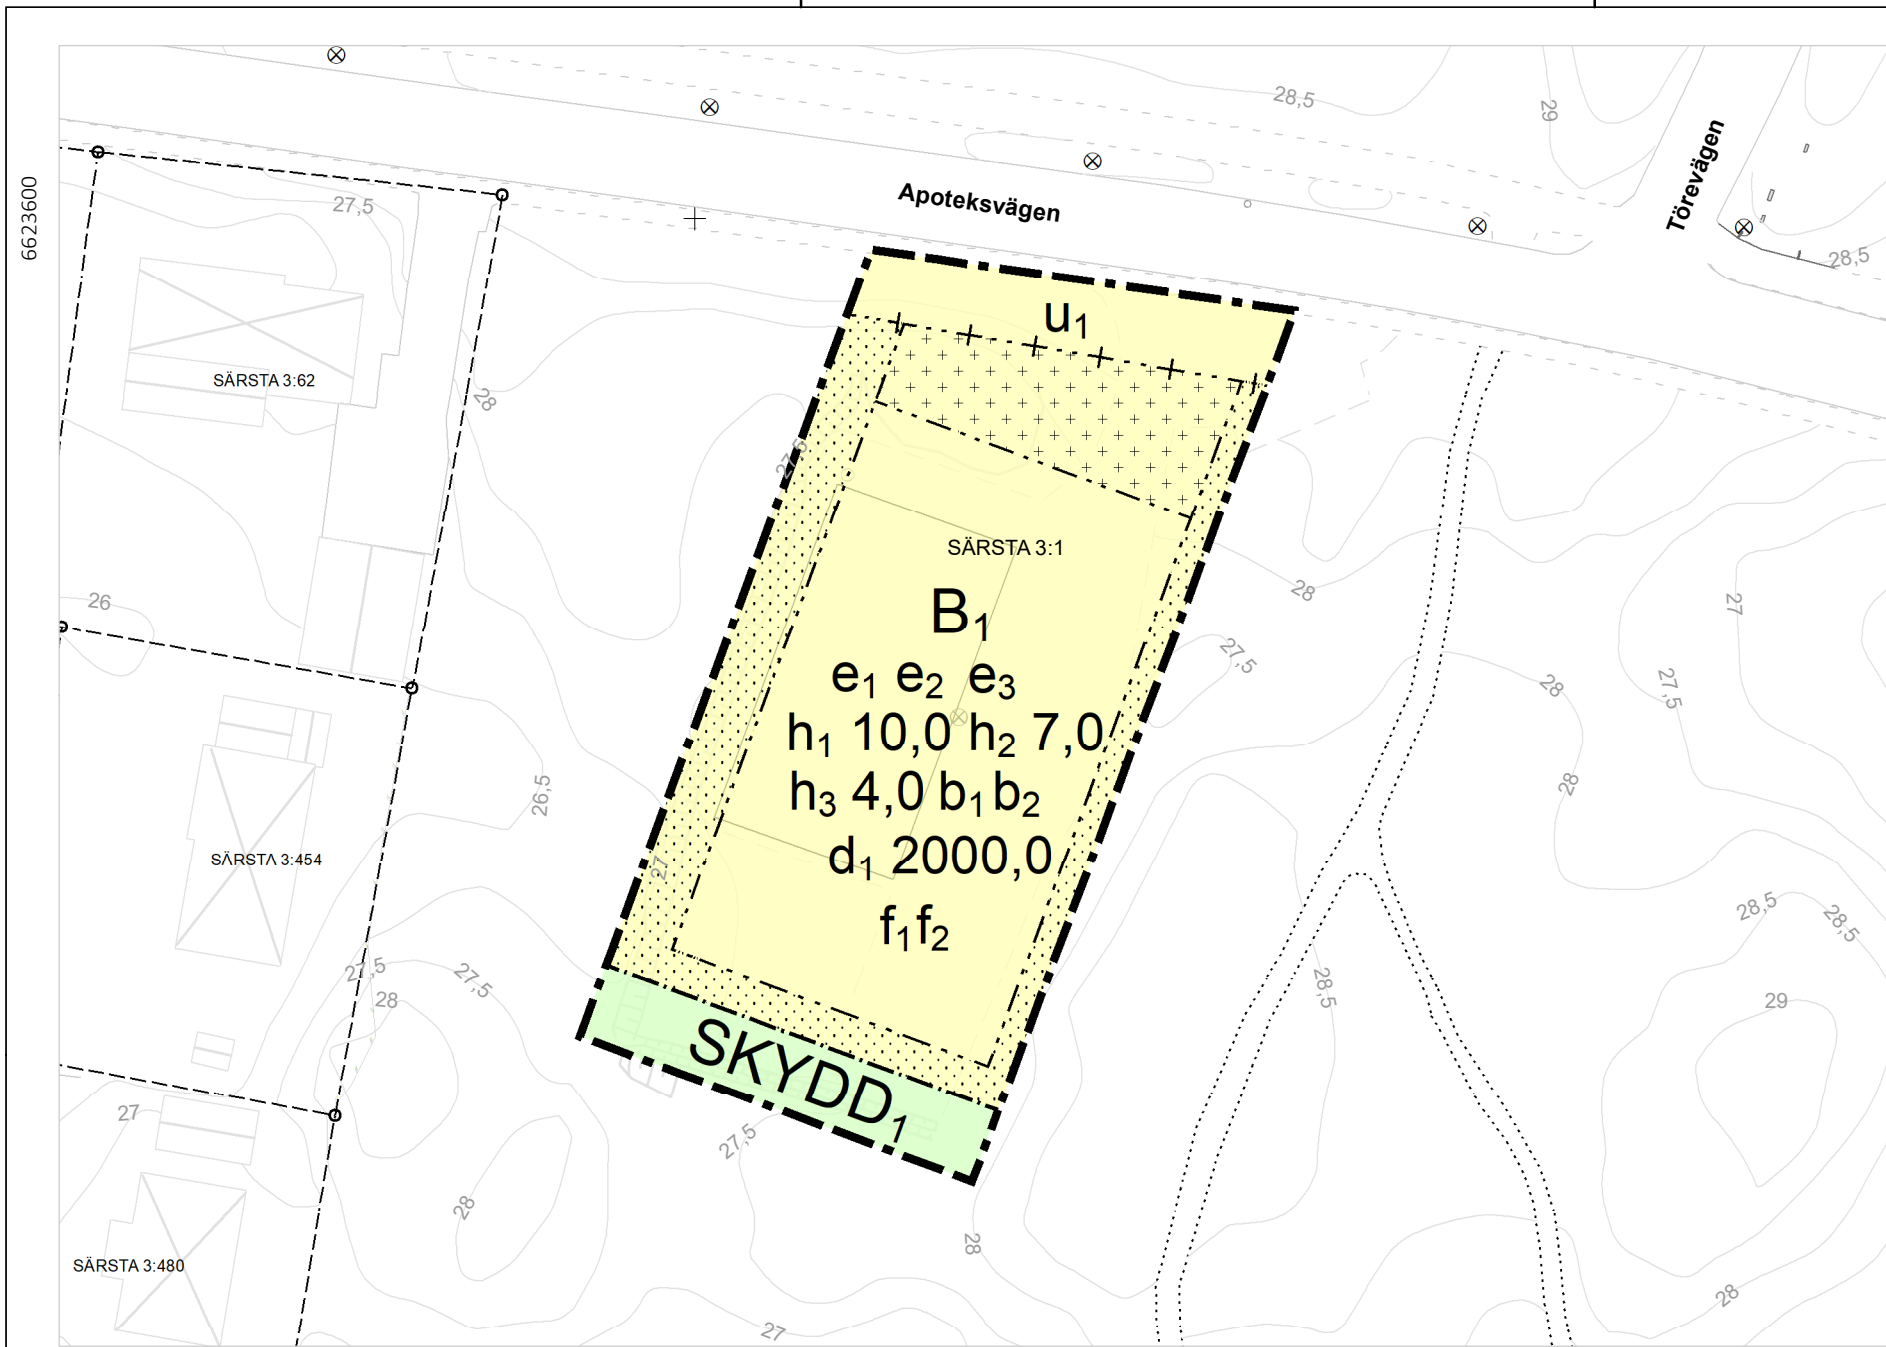 28,5
29
Törevägen
6623600
27,5
Apoteksvägen
28,5
u1
SÄRSTA 3:62
28
27,5
SÄRSTA 3:1
28
26
B1
27
27,5
e1 e2 e3
28
27,5
h1 10,0 h2 7,0
26,5
h3 4,0 b1 b2
28
SÄRSTA 3:454
27
d1 2000,0
28,5
28,5
f1 f2
27,5
27,5
28
28,5
29
SKYDD1
27
27,5
28
28
SÄRSTA 3:480
28
27